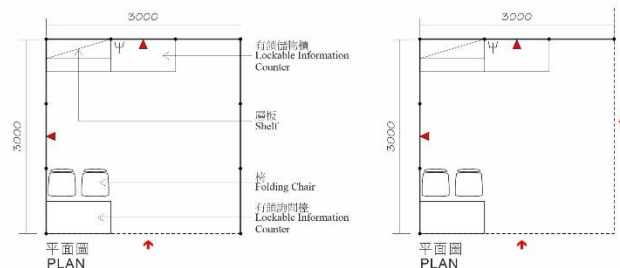 3000
3000
有鎖儲物櫃
Lockable Information
Counter
層板
Shelf
椅
Folding Chair
有鎖詢問檯
Lockable Information
Counter
平面圖
PLAN
3000
3000
平面圖
PLAN